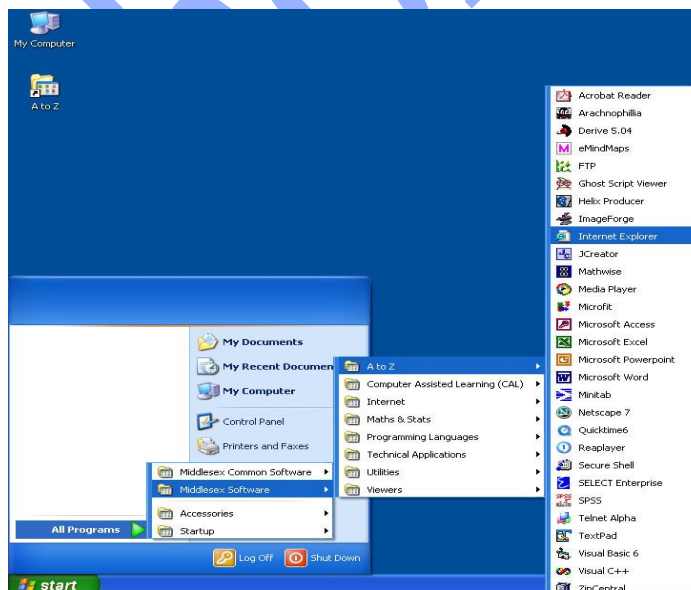 My Computer
A to Z
My Documents
My Recent Documen
My Computer
Control Panel
Printers and Faxes
All Programs
Log Off
Shut Down
start
Middlesex Common Software
Middlesex Software
Accessories
Startup
A to Z
Computer Assisted Learning (CAL)
Internet
Maths & Stats
Programming Languages
Technical Applications
Utilities
Viewers
Acrobat Reader
Arachnophillia
Derive 5.04
eMindMaps
FTP
Ghost Script Viewer
Helix Producer
ImageForge
Internet Explorer
JCreator
Mathwise
Media Player
Microfit
Microsoft Access
Microsoft Excel
Microsoft Powerpoint
Microsoft Word
Minitab
Netscape 7
Quicktime6
Reaplayer
Secure Shell
SELECT Enterprise
SPSS
Telnet Alpha
TextPad
Visual Basic 6
Visual C++
ZipCentral